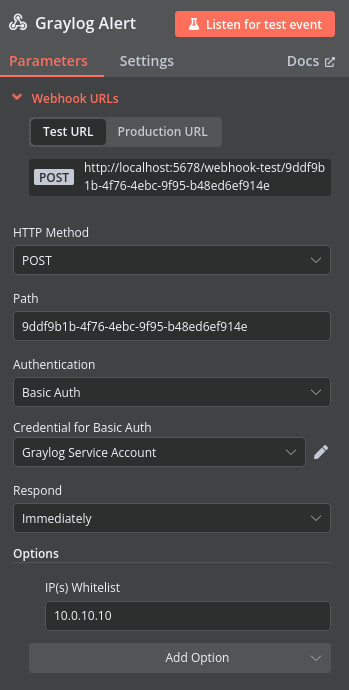 Graylog Alert
Listen for test event
Parameters
Settings
Docs
Webhook URLs
Test URL
Production URL
POST
http://localhost:5678/webhook-test/9ddf9b
1b-4f76-4ebc-9f95-b48ed6ef914e
HTTP Method
POST
Path
9ddf9b1b-4f76-4ebc-9f95-b48ed6ef914e
Authentication
Basic Auth
Credential for Basic Auth
Graylog Service Account
Respond
Immediately
Options
IP(s) Whitelist
10.0.10.10
Add Option